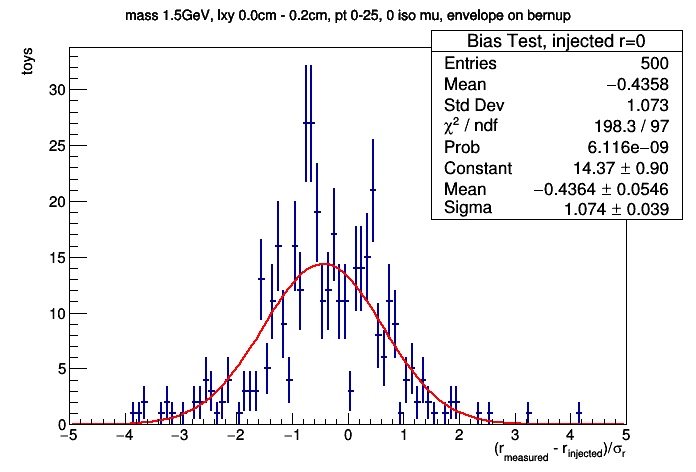 mass 1.5GeV, lxy 0.0cm - 0.2cm, pt 0-25, 0 iso mu, envelope on bernup
Bias Test, injected r=0
Entries 500
Mean −0.4358
Std Dev 1.073
χ² / ndf 198.3 / 97
Prob 6.116e−09
Constant 14.37 ± 0.90
Mean −0.4364 ± 0.0546
Sigma 1.074 ± 0.039
toys
30
25
20
15
10
5
0
−5 −4 −3 −2 −1 0 1 2 3 4 5
(r_measured - r_injected)/σ_r